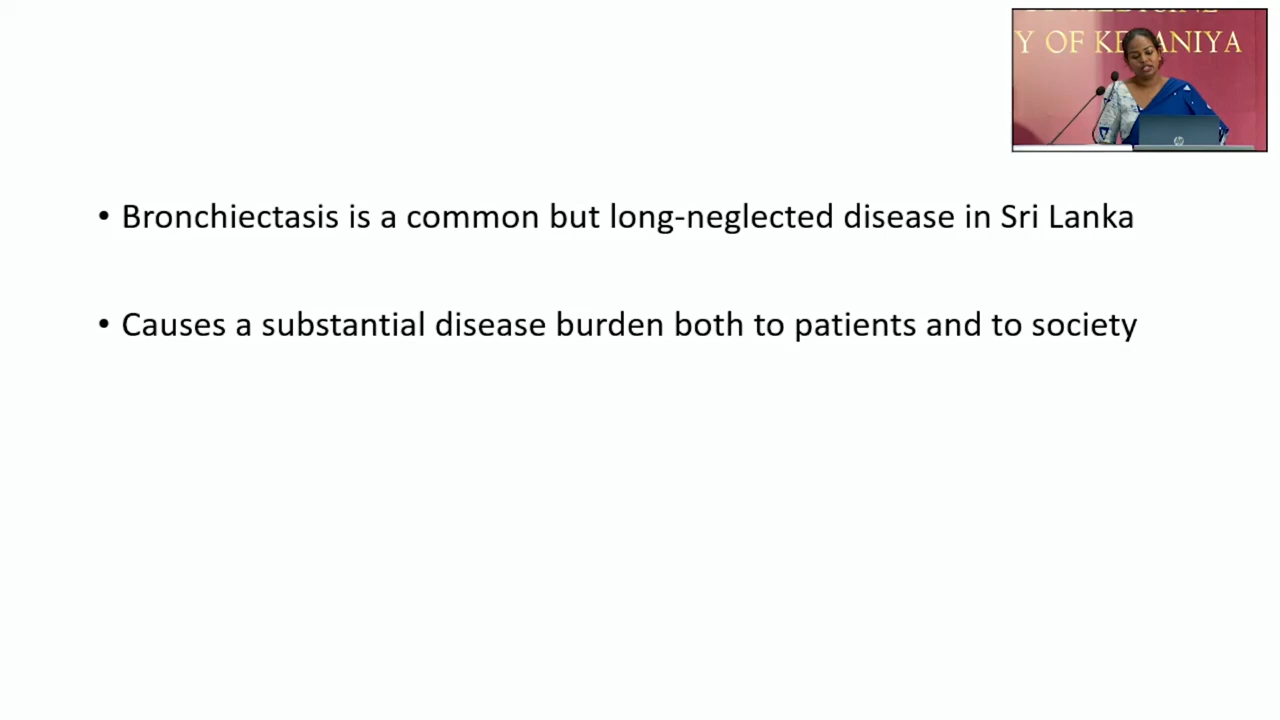 Y OF KE ANIYA
• Bronchiectasis is a common but long-neglected disease in Sri Lanka
• Causes a substantial disease burden both to patients and to society